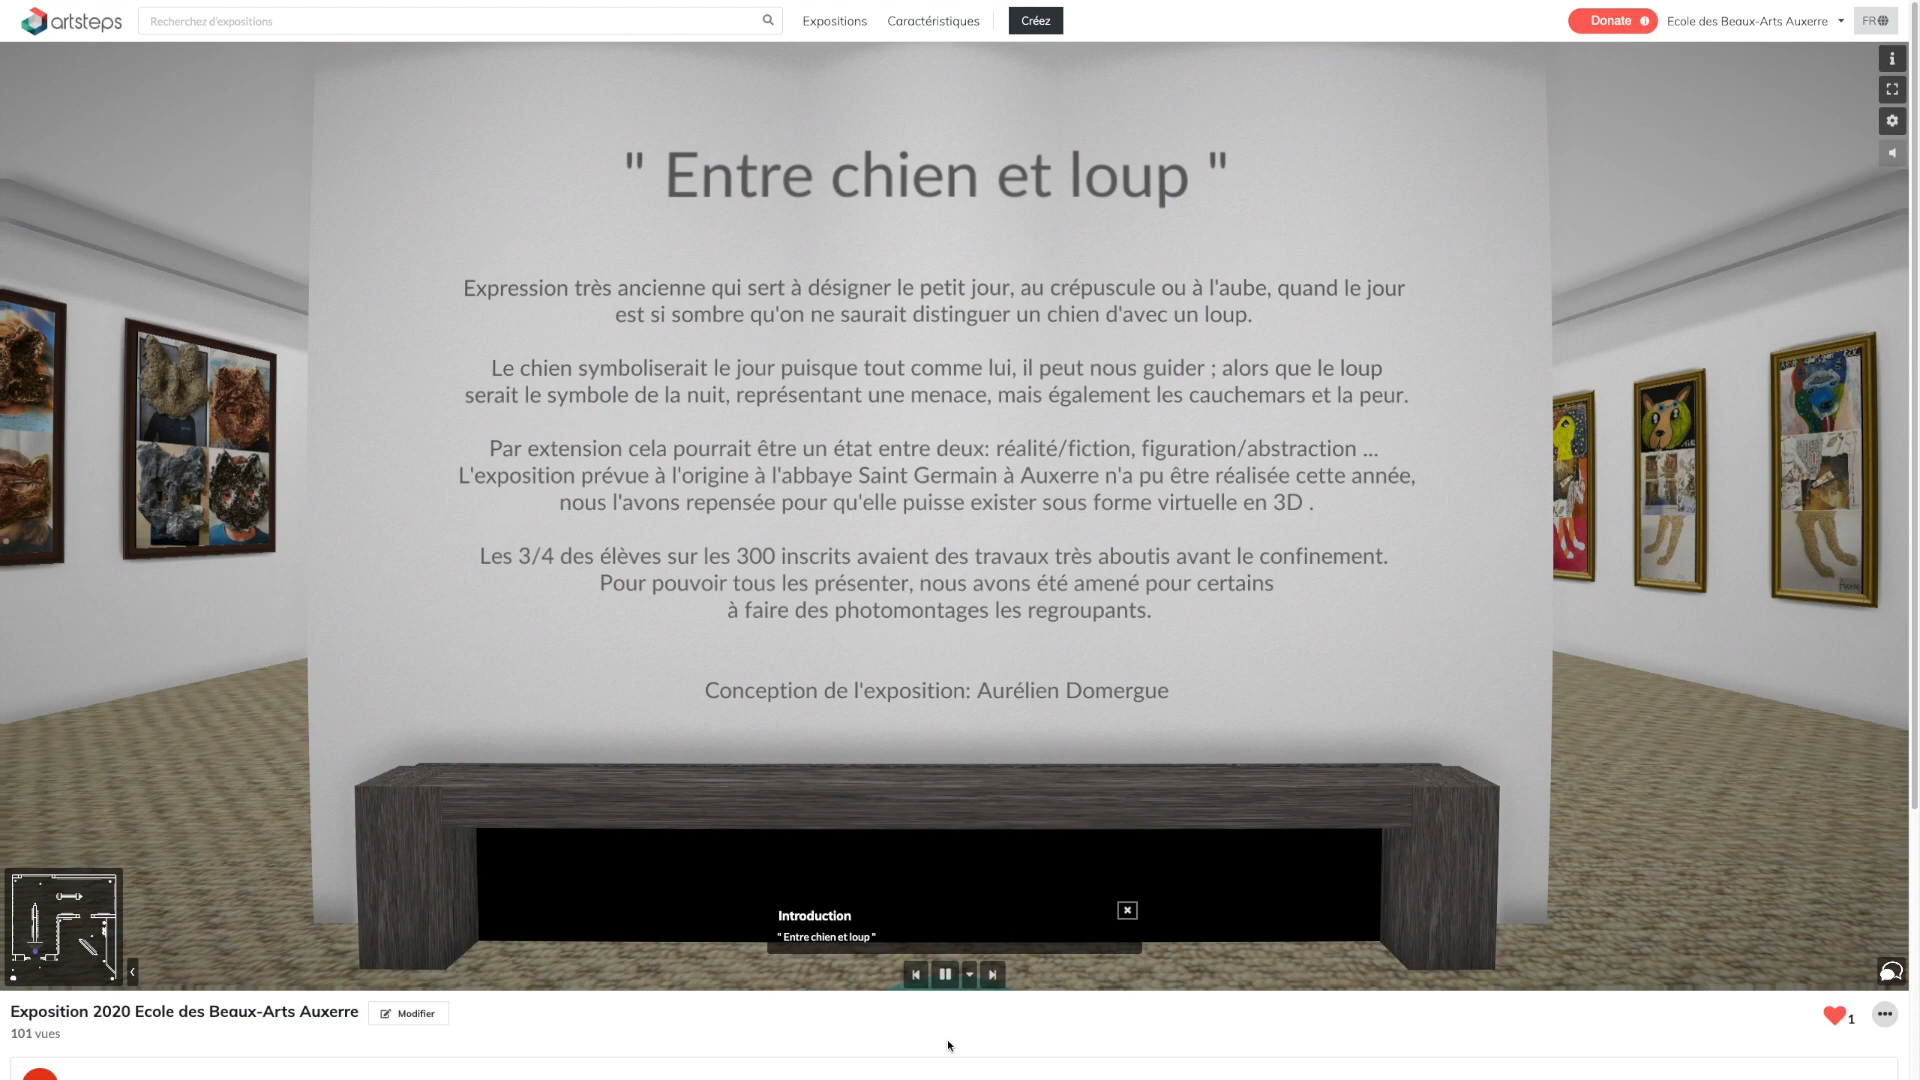 artsteps
Recherchez d'expositions
Expositions
Caractéristiques
Créez
Donate
Ecole des Beaux-Arts Auxerre
FR
" Entre chien et loup "
Expression très ancienne qui sert à désigner le petit jour, au crépuscule ou à l'aube, quand le jour
est si sombre qu'on ne saurait distinguer un chien d'avec un loup.
Le chien symboliserait le jour puisque tout comme lui, il peut nous guider ; alors que le loup
serait le symbole de la nuit, représentant une menace, mais également les cauchemars et la peur.
Par extension cela pourrait être un état entre deux: réalité/fiction, figuration/abstraction ...
L'exposition prévue à l'origine à l'abbaye Saint Germain à Auxerre n'a pu être réalisée cette année,
nous l'avons repensée pour qu'elle puisse exister sous forme virtuelle en 3D .
Les 3/4 des élèves sur les 300 inscrits avaient des travaux très aboutis avant le confinement.
Pour pouvoir tous les présenter, nous avons été amené pour certains
à faire des photomontages les regroupants.
Conception de l'exposition: Aurélien Domergue
Introduction
" Entre chien et loup "
Exposition 2020 Ecole des Beaux-Arts Auxerre
Modifier
1
101 vues